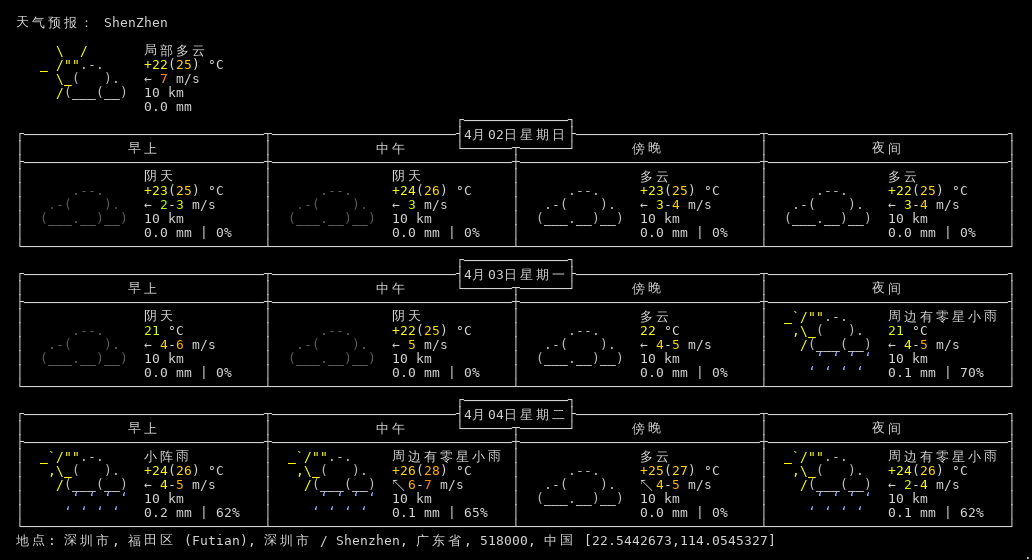 天气预报： ShenZhen
局部多云
+22(25) °C
← 7 m/s
10 km
0.0 mm
4月02日星期日
早上 中午 傍晚 夜间
阴天 阴天 多云 多云
+23(25) °C +24(26) °C +23(25) °C +22(25) °C
← 2-3 m/s ← 3 m/s ← 3-4 m/s ← 3-4 m/s
10 km 10 km 10 km 10 km
0.0 mm | 0% 0.0 mm | 0% 0.0 mm | 0% 0.0 mm | 0%
4月03日星期一
早上 中午 傍晚 夜间
阴天 阴天 多云 周边有零星小雨
21 °C +22(25) °C 22 °C 21 °C
← 4-6 m/s ← 5 m/s ← 4-5 m/s ← 4-5 m/s
10 km 10 km 10 km 10 km
0.0 mm | 0% 0.0 mm | 0% 0.0 mm | 0% 0.1 mm | 70%
4月04日星期二
早上 中午 傍晚 夜间
小阵雨 周边有零星小雨 多云 周边有零星小雨
+24(26) °C +26(28) °C +25(27) °C +24(26) °C
← 4-5 m/s ↖ 6-7 m/s ↖ 4-5 m/s ← 2-4 m/s
10 km 10 km 10 km 10 km
0.2 mm | 62% 0.1 mm | 65% 0.0 mm | 0% 0.1 mm | 62%
地点: 深圳市, 福田区 (Futian), 深圳市 / Shenzhen, 广东省, 518000, 中国 [22.5442673,114.0545327]